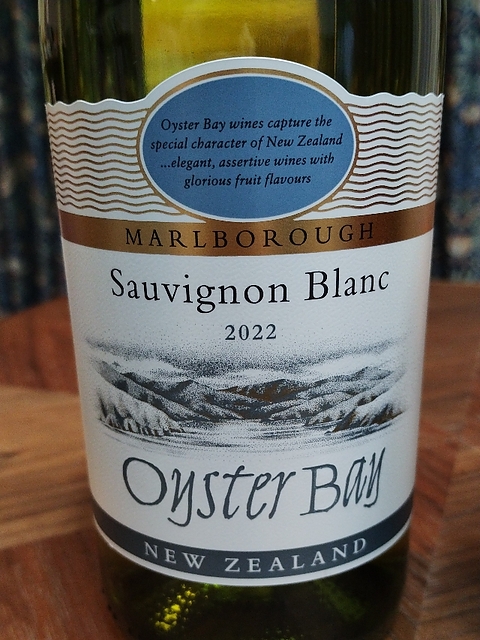 Oyster Bay wines capture the
special character of New Zealand
...elegant, assertive wines with
glorious fruit flavours
MARLBOROUGH
Sauvignon Blanc
2022
Oyster Bay
NEW ZEALAND